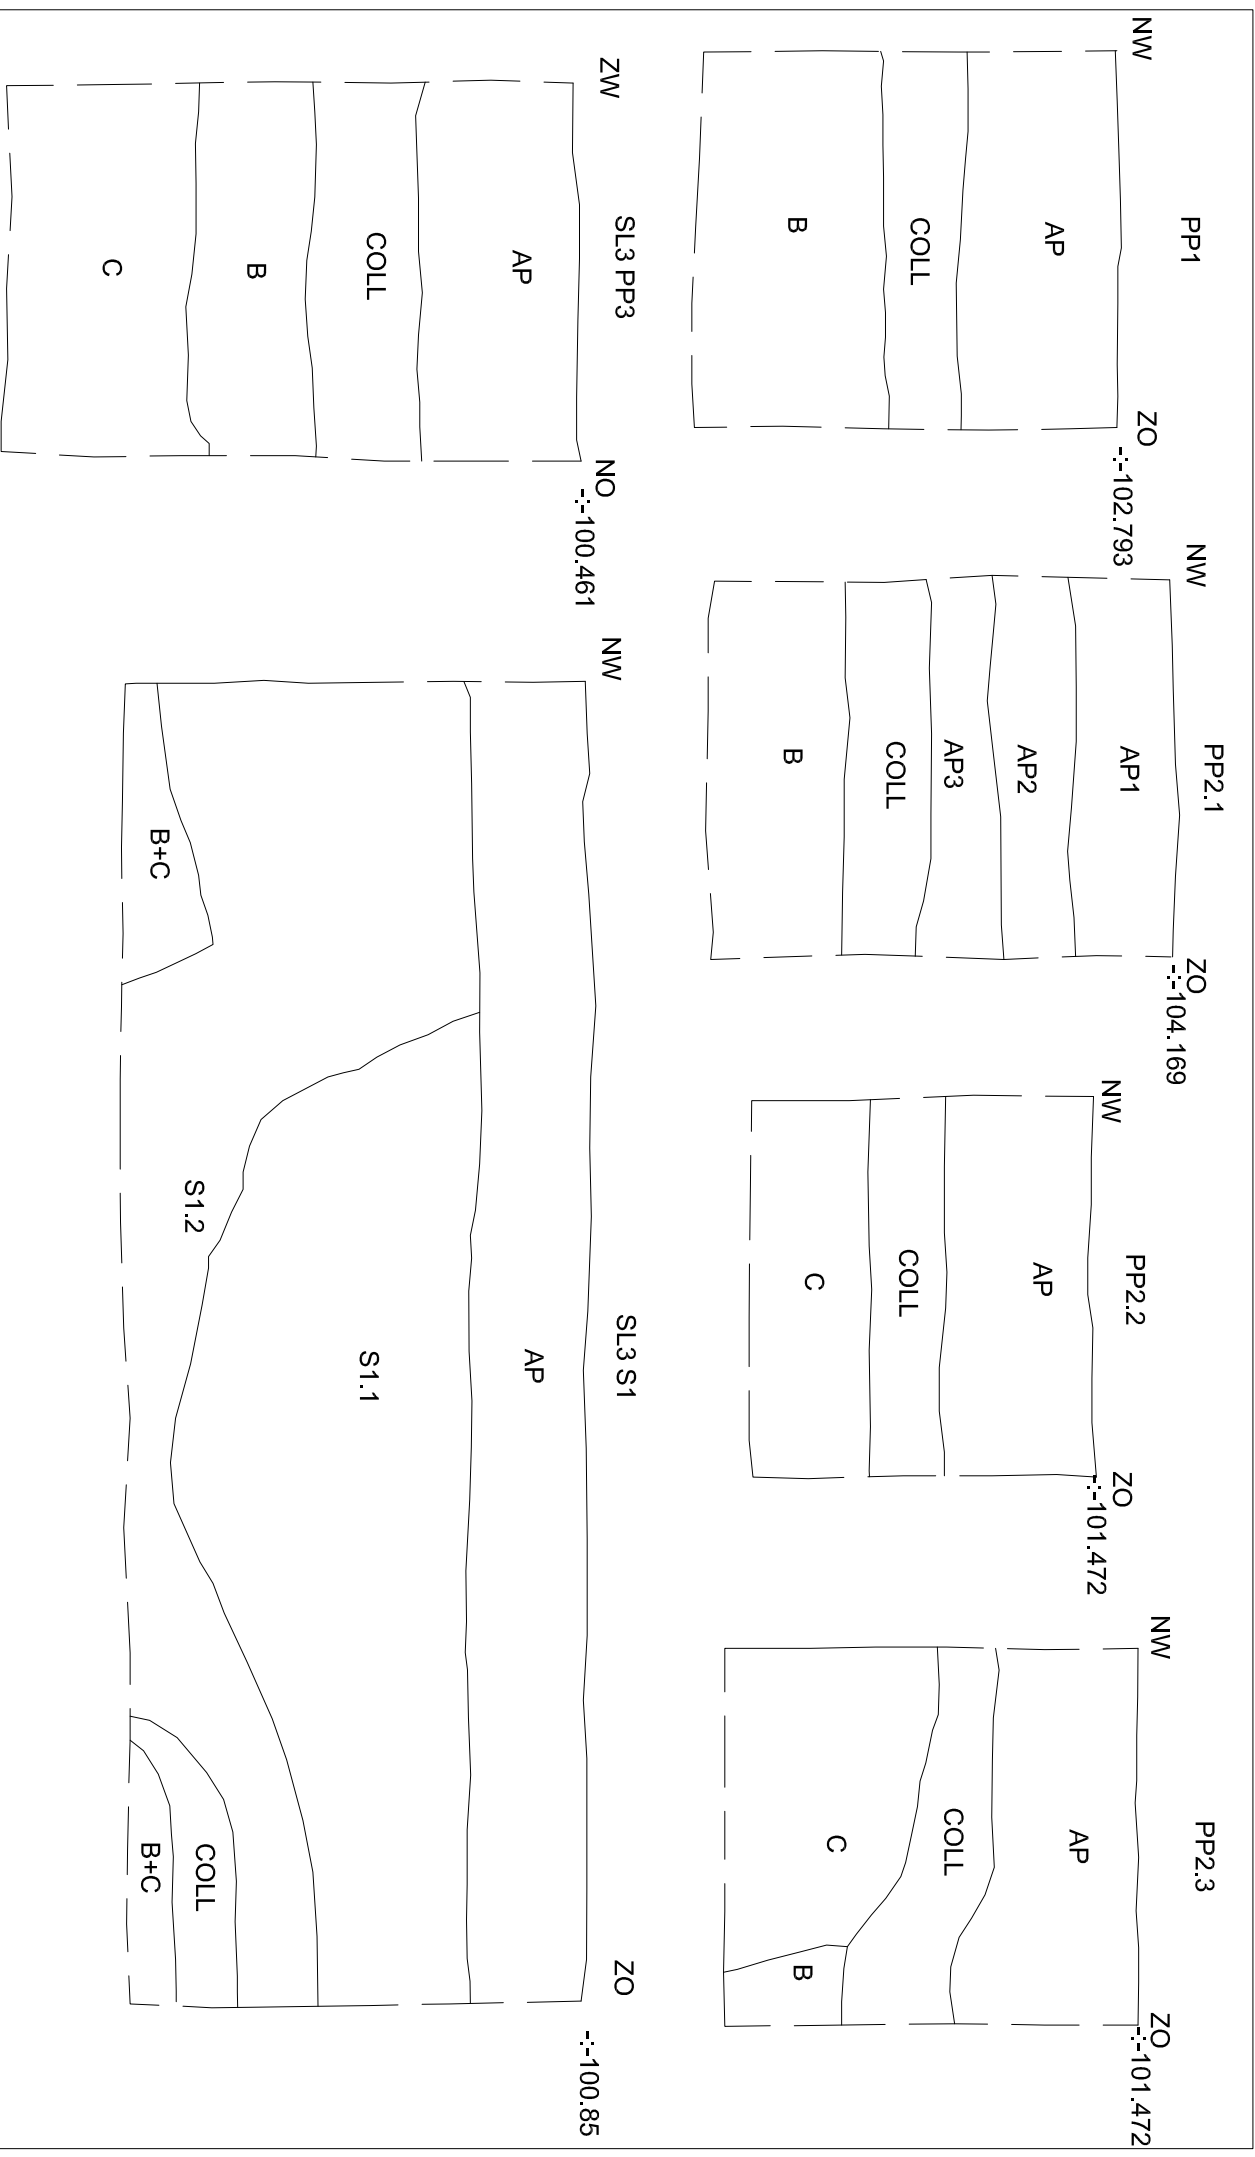 PP1
NW
ZO
102.793
AP
COLL
B
PP2.1
NW
ZO
104.169
AP1
AP2
AP3
COLL
B
PP2.2
NW
ZO
101.472
AP
COLL
C
PP2.3
NW
ZO
101.472
AP
COLL
C
B
SL3 PP3
ZW
NO
100.461
AP
COLL
B
C
SL3 S1
NW
ZO
100.85
AP
S1.1
S1.2
B+C
COLL
B+C